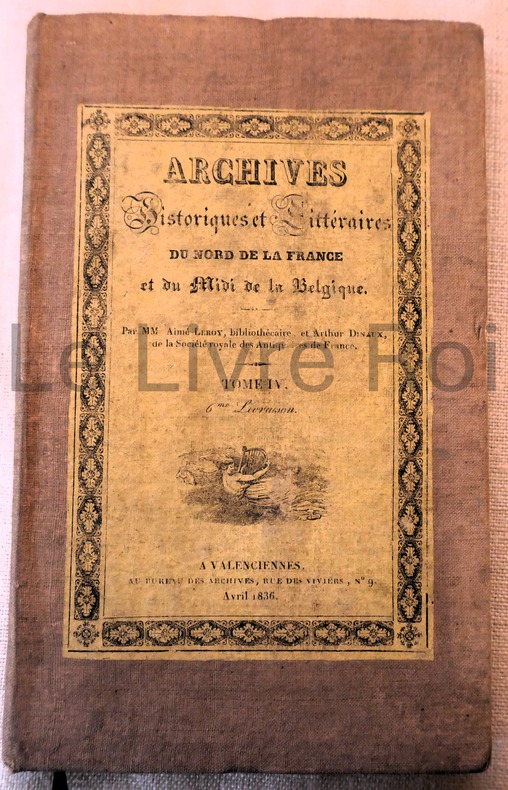 ARCHIVES
Historiques et Littéraires
DU NORD DE LA FRANCE
et du Midi de la Belgique.
Par MM Aimé LEROY, bibliothécaire, et Arthur DINAUX,
de la Société royale des Antiquaires de France.
Le Livre Roi
TOME IV.
6me Livraison.
A VALENCIENNES,
AU BUREAU DES ARCHIVES, RUE DES VIVIERS, No 9.
Avril 1836.